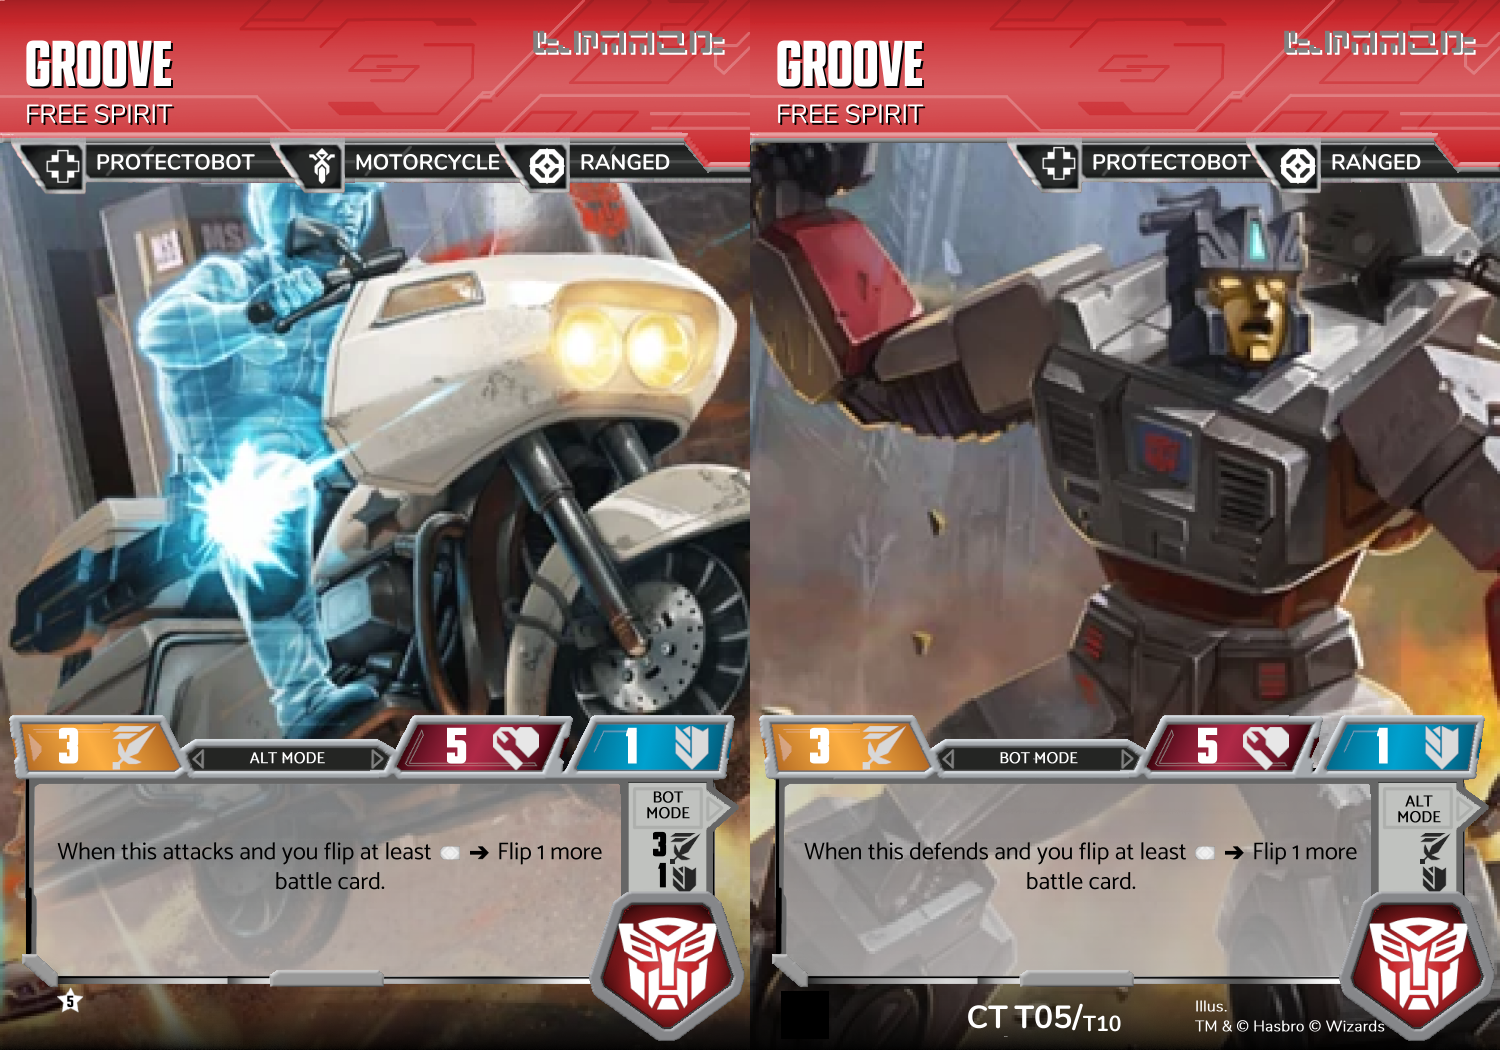 GROOVE
FREE SPIRIT
PROTECTOBOT
MOTORCYCLE
RANGED
MS
3
ALT MODE
5
1
When this attacks and you flip at least ➔ Flip 1 more
battle card.
BOT
MODE
3
1
5
GROOVE
FREE SPIRIT
PROTECTOBOT
RANGED
3
BOT MODE
5
1
When this defends and you flip at least ➔ Flip 1 more
battle card.
ALT
MODE
CT T05/T10
Illus.
TM & © Hasbro © Wizards